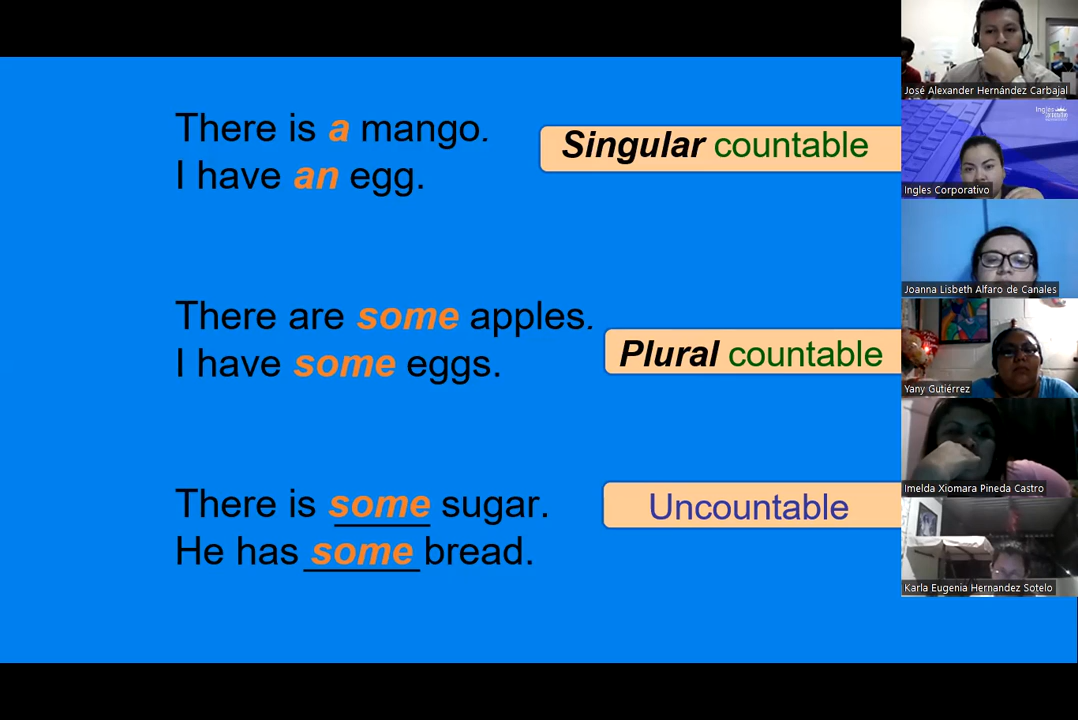 There is a mango.
I have an egg.
Singular countable
There are some apples.
I have some eggs.
Plural countable
There is some sugar.
He has some bread.
Uncountable
José Alexander Hernández Carbajal
Ingles
Ingles Corporativo
Joanna Lisbeth Alfaro de Canales
Yany Gutiérrez
Imelda Xiomara Pineda Castro
Karla Eugenia Hernandez Sotelo